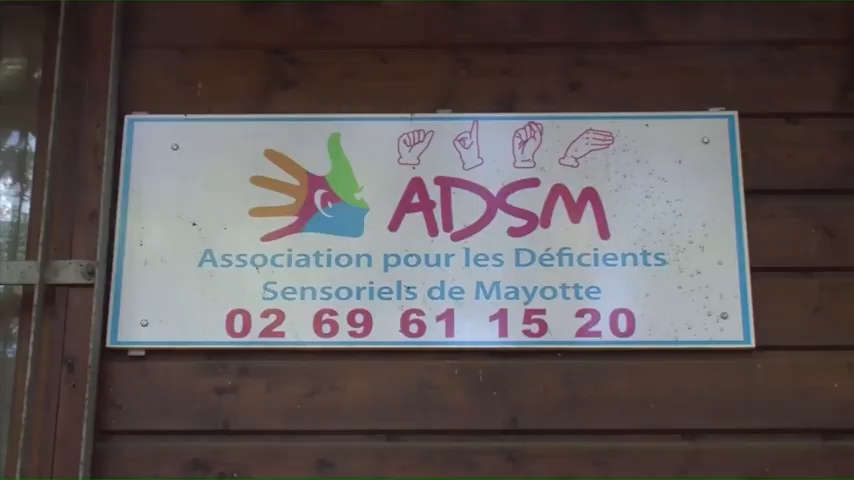 ADSM
Association pour les Déficients
Sensoriels de Mayotte
02 69 61 15 20